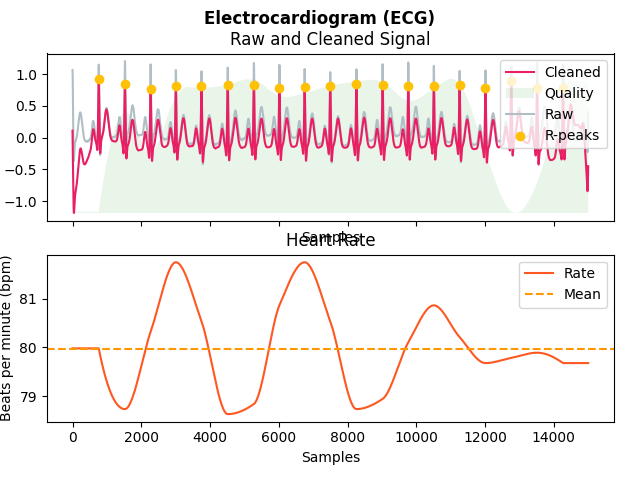 Electrocardiogram (ECG)
Raw and Cleaned Signal
1.0
0.5
0.0
−0.5
−1.0
Cleaned
Quality
Raw
R-peaks
Samples
Heart Rate
Beats per minute (bpm)
81
80
79
Rate
Mean
0 2000 4000 6000 8000 10000 12000 14000
Samples